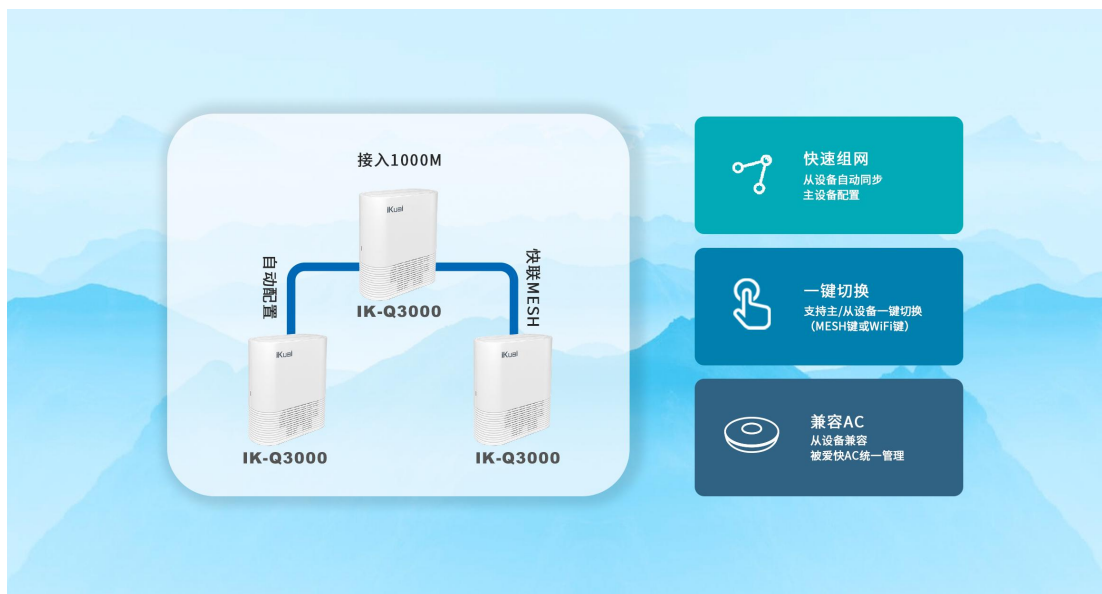 接入1000M
iKuai
自动配置
快联MESH
IK-Q3000
iKuai
iKuai
IK-Q3000
IK-Q3000
快速组网
从设备自动同步
主设备配置
一键切换
支持主/从设备一键切换
（MESH键或WiFi键）
兼容AC
从设备兼容
被爱快AC统一管理